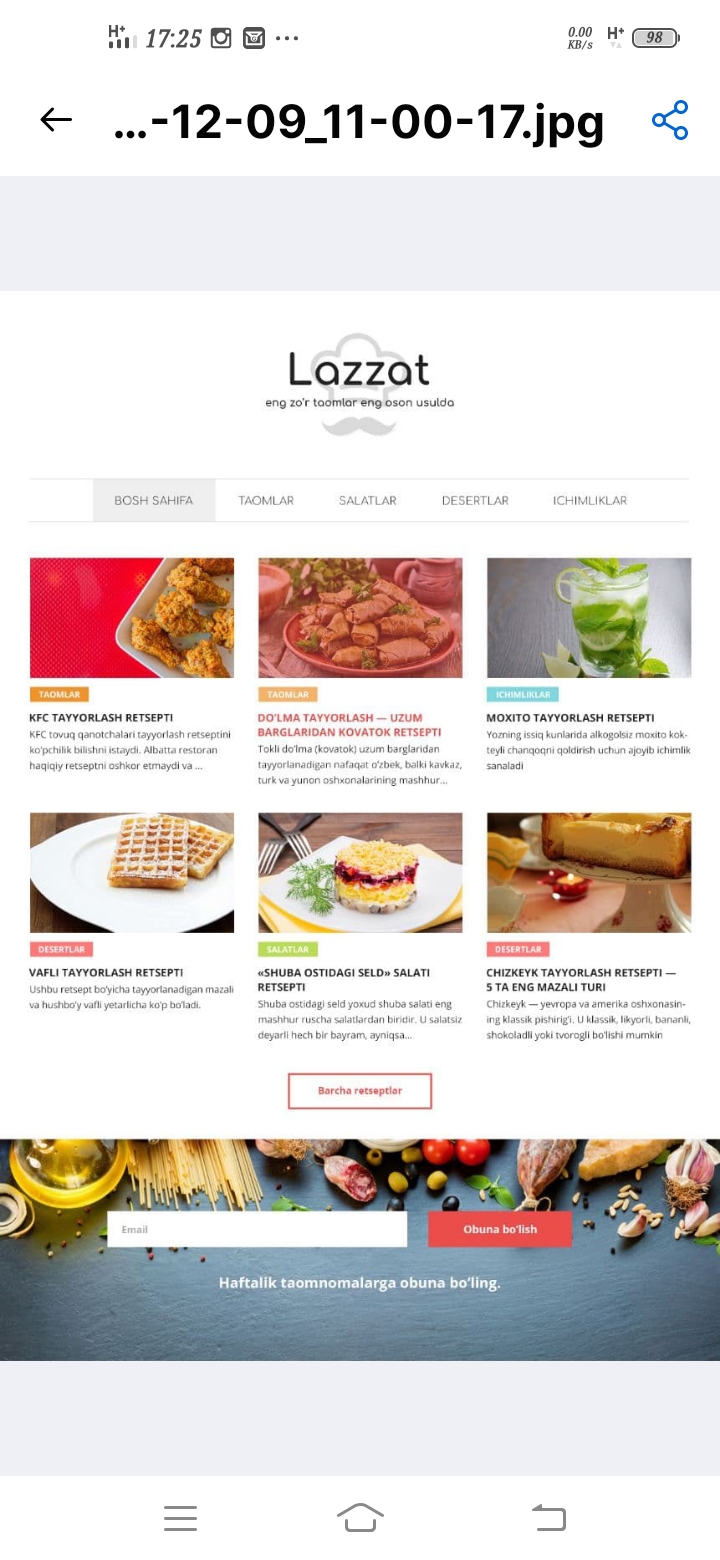 H+ 17:25 ... 0.00 KB/s H+ 98
...-12-09_11-00-17.jpg
Lazzat
eng zo'r taomlar eng oson usulda
BOSH SAHIFA TAOMLAR SALATLAR DESERTLAR ICHIMLIKLAR
TAOMLAR
KFC TAYYORLASH RETSEPTI
KFC tovuq qanotchalari tayyorlash retseptini
ko'pchilik bilishni istaydi. Albatta restoran
haqiqiy retseptni oshkor etmaydi va ...
TAOMLAR
DO'LMA TAYYORLASH — UZUM
BARGLARIDAN KOVATOK RETSEPTI
Tokli do'lma (kovatok) uzum barglaridan
tayyorlanadigan nafaqat o'zbek, balki kavkaz,
turk va yunon oshxonalarining mashhur...
ICHIMLIKLAR
MOXITO TAYYORLASH RETSEPTI
Yozning issiq kunlarida alkogolsiz moxito kok-
teyli chanqoqni qoldirish uchun ajoyib ichimlik
sanaladi
DESERTLAR
VAFLI TAYYORLASH RETSEPTI
Ushbu retsept bo'yicha tayyorlanadigan mazali
va hushbo'y vafli yetarlicha ko'p bo'ladi.
SALATLAR
«SHUBA OSTIDAGI SELD» SALATI
RETSEPTI
Shuba ostidagi seld yoxud shuba salati eng
mashhur ruscha salatlardan biridir. U salatsiz
deyarli hech bir bayram, ayniqsa...
DESERTLAR
CHIZKEYK TAYYORLASH RETSEPTI —
5 TA ENG MAZALI TURI
Chizkeyk — yevropa va amerika oshxonasin-
ing klassik pishirig'i. U klassik, likyorli, bananli,
shokoladli yoki tvorogli bo'lishi mumkin
Barcha retseptlar
Email
Obuna bo'lish
Haftalik taomnomalarga obuna bo'ling.